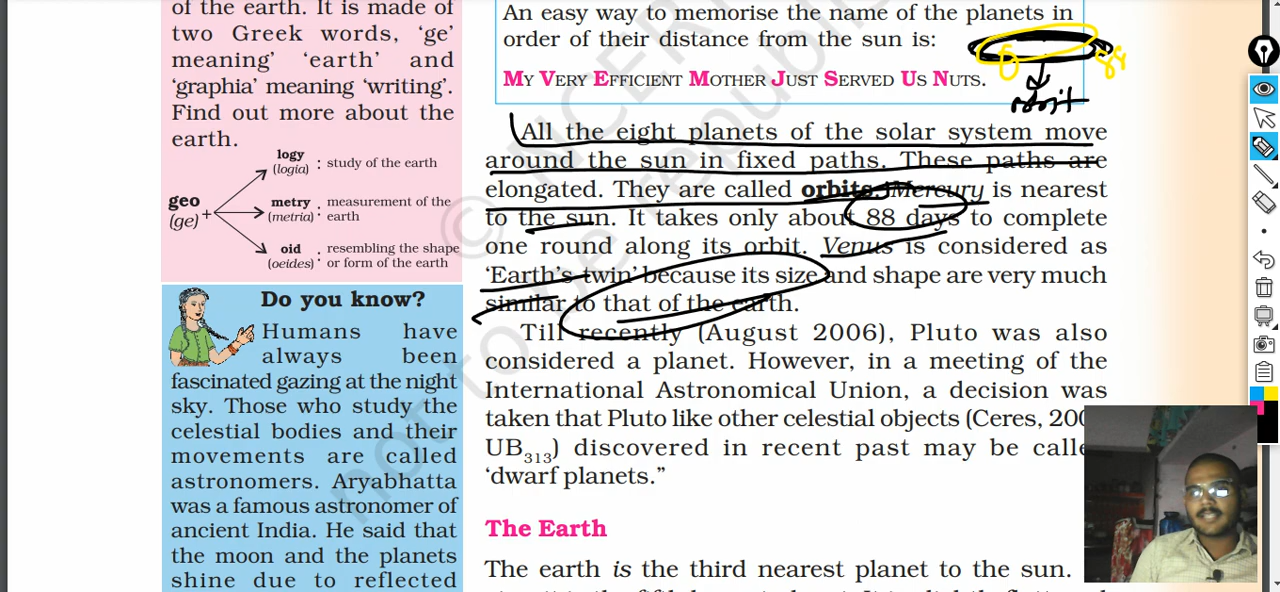 of the earth. It is made of
two Greek words, ‘ge’
meaning’ ‘earth’ and
‘graphia’ meaning ‘writing’.
Find out more about the
earth.
logy
(logia) : study of the earth
geo
(ge) +
metry : measurement of the
(metria) earth
oid : resembling the shape
(oeides) or form of the earth
Do you know?
Humans have
always been
fascinated gazing at the night
sky. Those who study the
celestial bodies and their
movements are called
astronomers. Aryabhatta
was a famous astronomer of
ancient India. He said that
the moon and the planets
shine due to reflected
An easy way to memorise the name of the planets in
order of their distance from the sun is:
MY VERY EFFICIENT MOTHER JUST SERVED US NUTS.
orbit
All the eight planets of the solar system move
around the sun in fixed paths. These paths are
elongated. They are called orbits. Mercury is nearest
to the sun. It takes only about 88 days to complete
one round along its orbit. Venus is considered as
‘Earth’s-twin’ because its size and shape are very much
similar to that of the earth.
Till recently (August 2006), Pluto was also
considered a planet. However, in a meeting of the
International Astronomical Union, a decision was
taken that Pluto like other celestial objects (Ceres,
UB313) discovered in recent past may be
‘dwarf planets.”
The Earth
The earth is the third nearest planet to the sun.
© NCERT
not to be republis